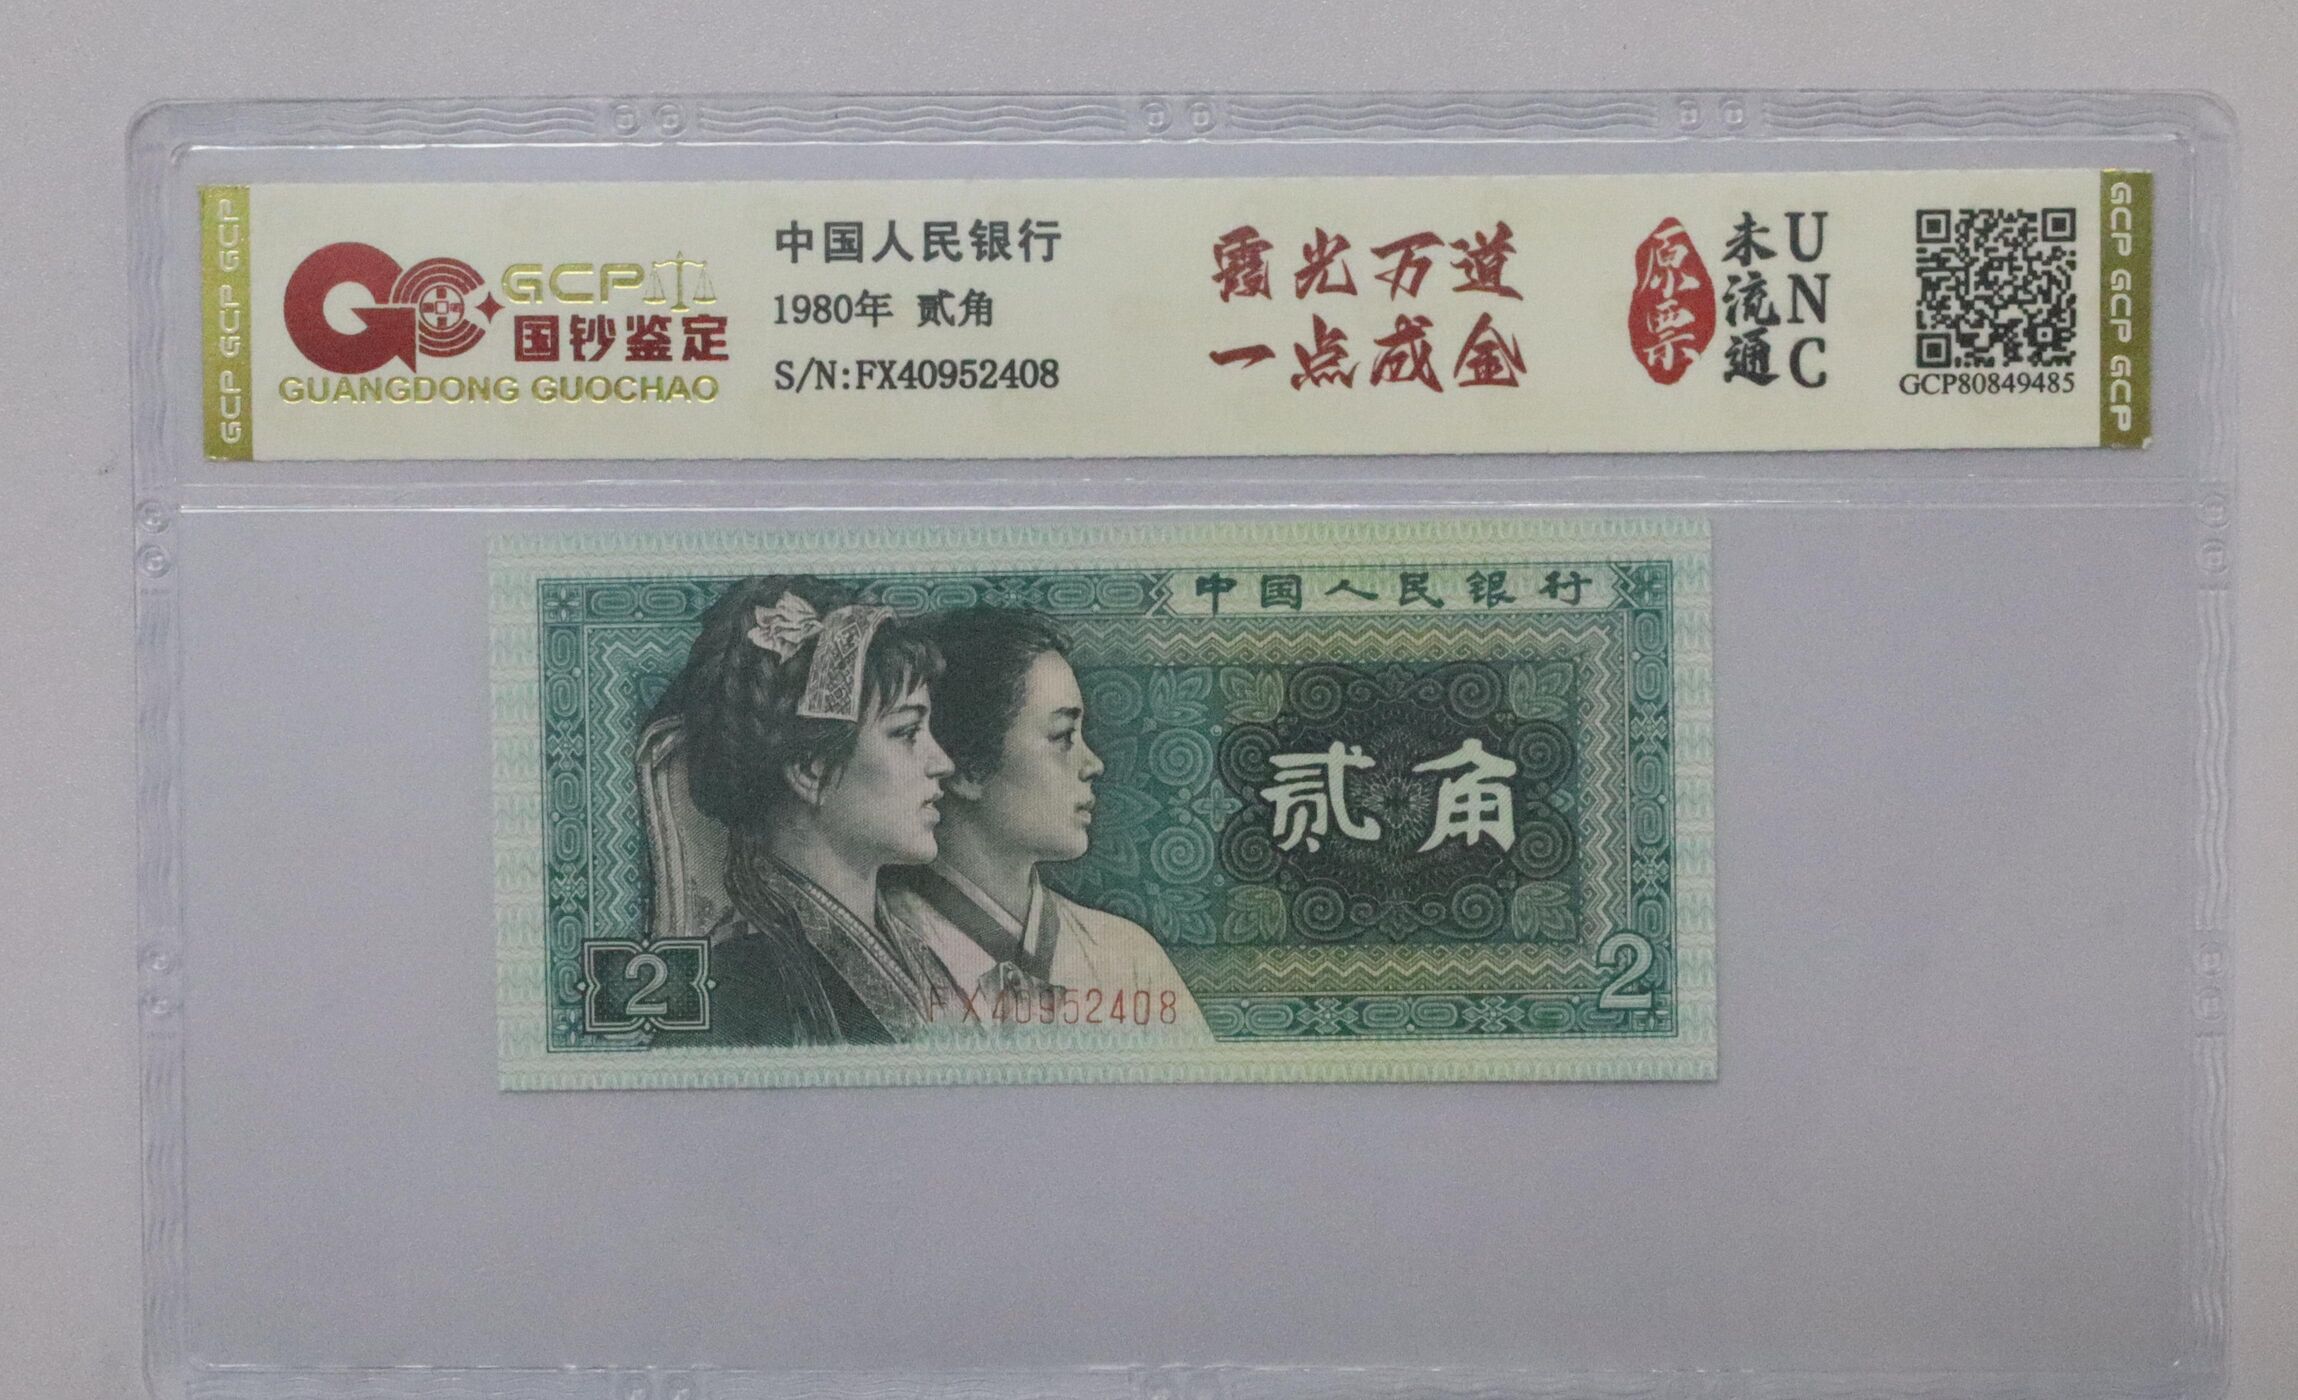 GCP GCP GCP GCP
GCP
国钞鉴定
GUANGDONG GUOCHAO
中国人民银行
1980年 贰角
S/N:FX40952408
霞光万道
一点成金
原票
未流通
UNC
GCP80849485
GCP GCP GCP GCP
中国人民银行
贰角
2
FX40952408
2